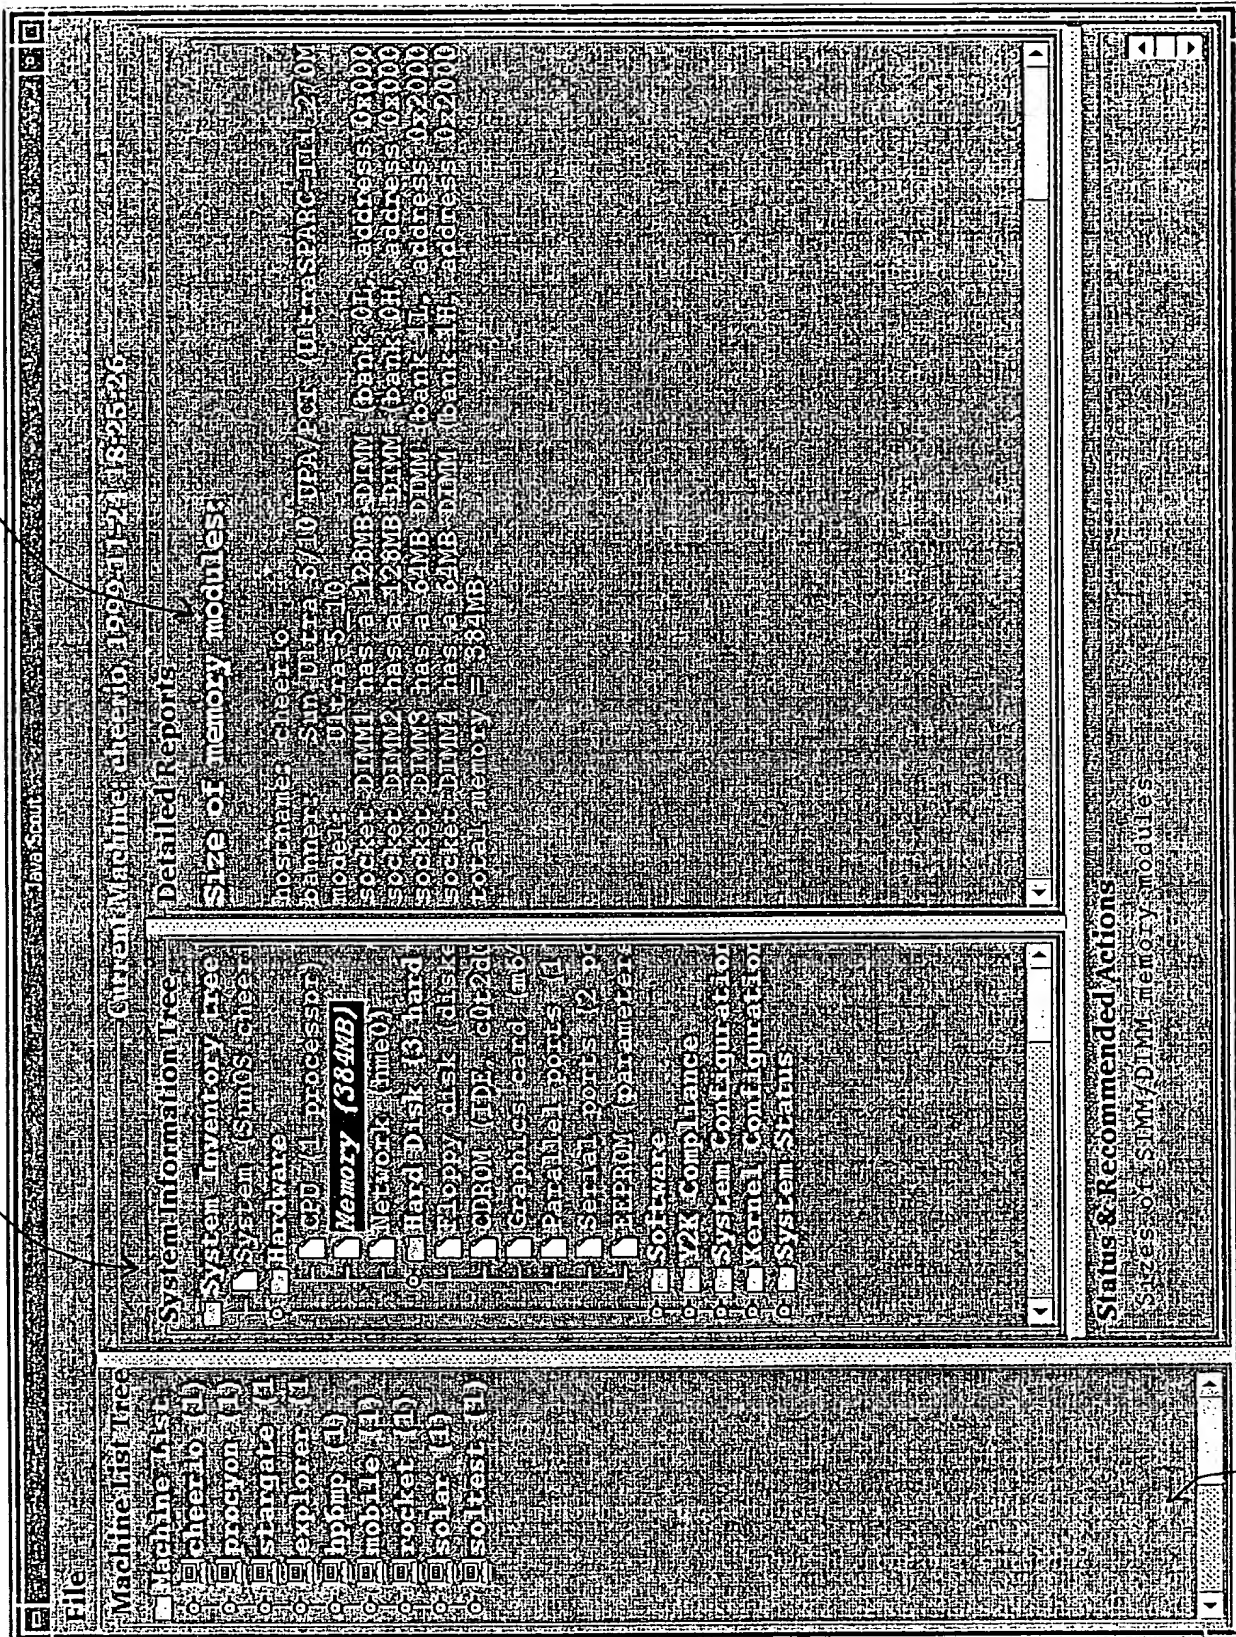 Java Scout
File
Machine List Tree
Machine List
cheerio (1)
procyon (1)
stargate (1
explorer (1
hpbmp (1)
mobile (1)
rocket (1)
solar (1)
soltest (1)
Current Machine: cheerio, 1999-11-24-18-25-26
System Information Tree
System Inventory Tree
System (SunOS cheer
Hardware
CPU (1 processor)
Memory (384MB)
Network (hme0)
Hard Disk (3 hard
Floppy disk (disk
CDROM (IDE, c0t2d0
Graphics card (m64
Parallel ports (1
Serial ports (2 po
EEPROM (parameters
Software
Y2K Compliance
System Configuration
Kernel Configuration
System Status
Detailed Reports
Size of memory modules:
hostname: cheerio
banner: Sun Ultra 5/10 UPA/PCI (UltraSPARC-IIi 270M
model: Ultra-5_10
socket DIMM1 has a 128MB DIMM (bank 0L, address 0x000
socket DIMM2 has a 128MB DIMM (bank 0H, address 0x000
socket DIMM3 has a 64MB DIMM (bank 1L, address 0x2000
socket DIMM4 has a 64MB DIMM (bank 1H, address 0x2000
total memory = 384MB
Status & Recommended Actions
Sizes of SIMM/DIMM memory modules